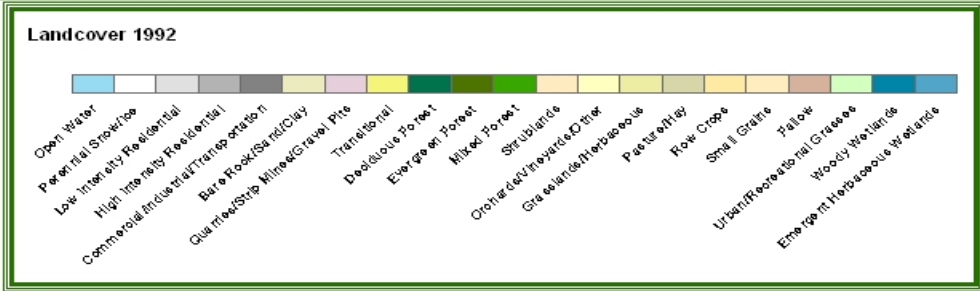 Landcover 1992
Open Water
Perennial Snow/Ice
Low Intensity Residential
High Intensity Residential
Commercial/Industrial/Transportation
Bare Rock/Sand/Clay
Quarries/Strip Mines/Gravel Pits
Transitional
Deciduous Forest
Evergreen Forest
Mixed Forest
Shrublands
Orchards/Vineyards/Other
Grasslands/Herbaceous
Pasture/Hay
Row Crops
Small Grains
Fallow
Urban/Recreational Grasses
Woody Wetlands
Emergent Herbaceous Wetlands